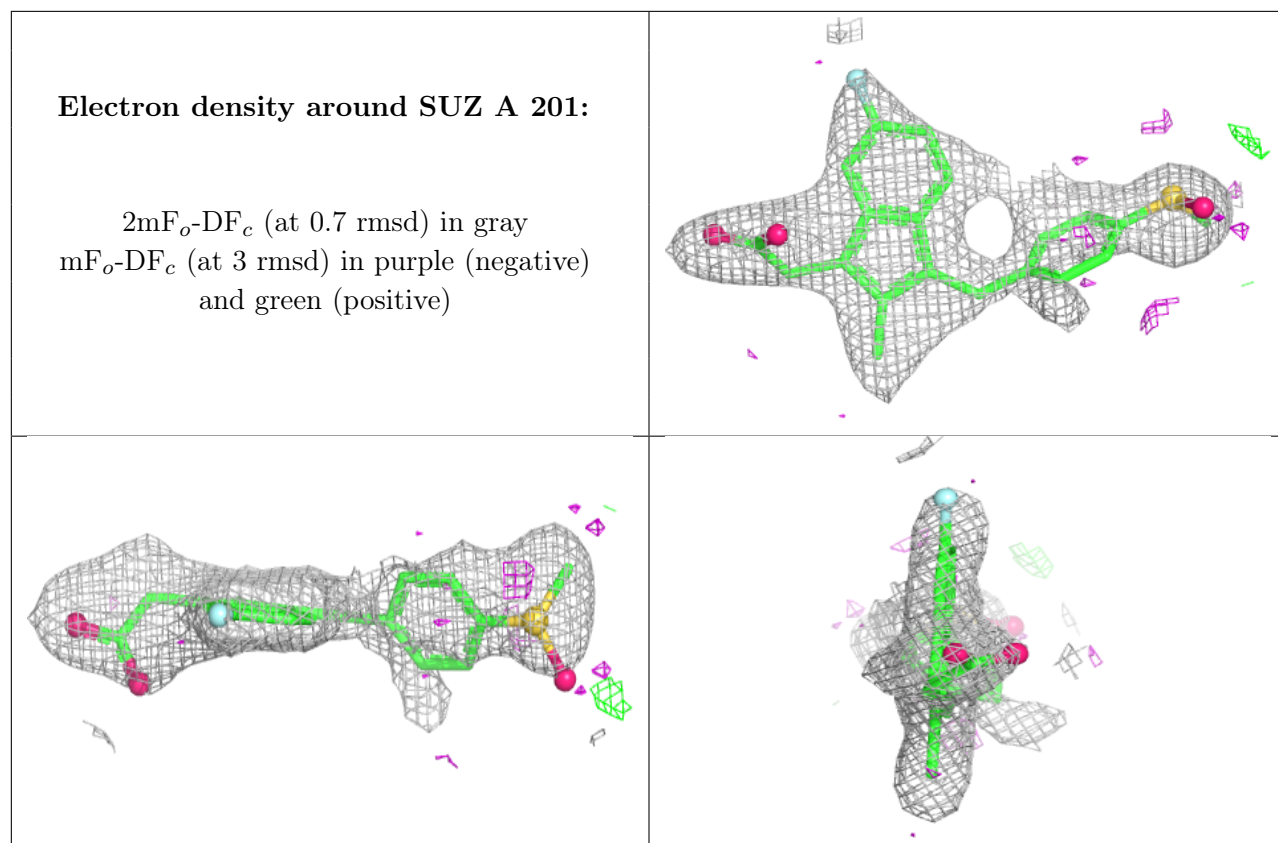 Electron density around SUZ A 201:
2mFo-DFc (at 0.7 rmsd) in gray
mFo-DFc (at 3 rmsd) in purple (negative)
and green (positive)